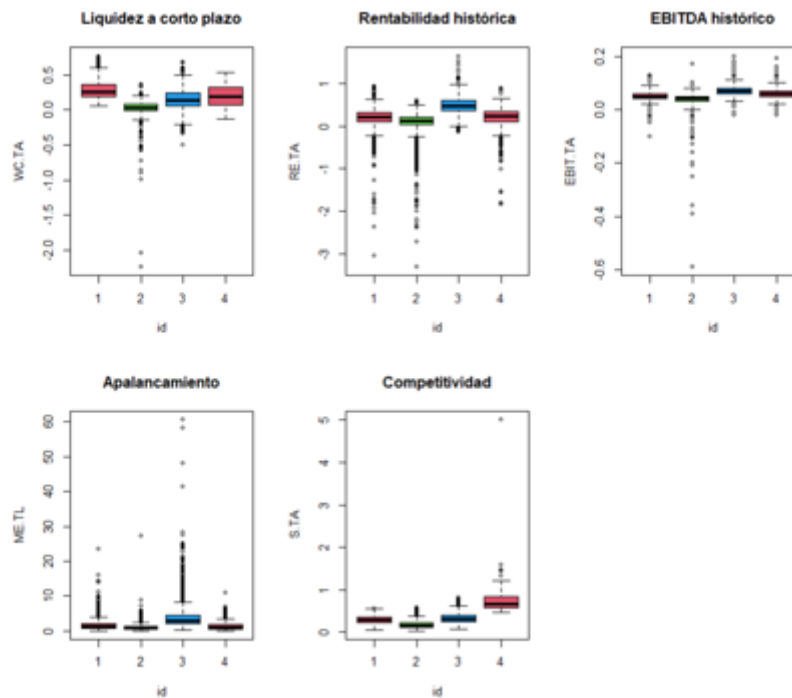 Liquidez a corto plazo
WC.TA
0.5
0.0
-0.5
-1.0
-1.5
-2.0
1 2 3 4
id
Rentabilidad histórica
RE.TA
1
0
-1
-2
-3
1 2 3 4
id
EBITDA histórico
EBIT.TA
0.2
0.0
-0.2
-0.4
-0.6
1 2 3 4
id
Apalancamiento
ME.TL
60
50
40
30
20
10
0
1 2 3 4
id
Competitividad
S.TA
5
4
3
2
1
0
1 2 3 4
id